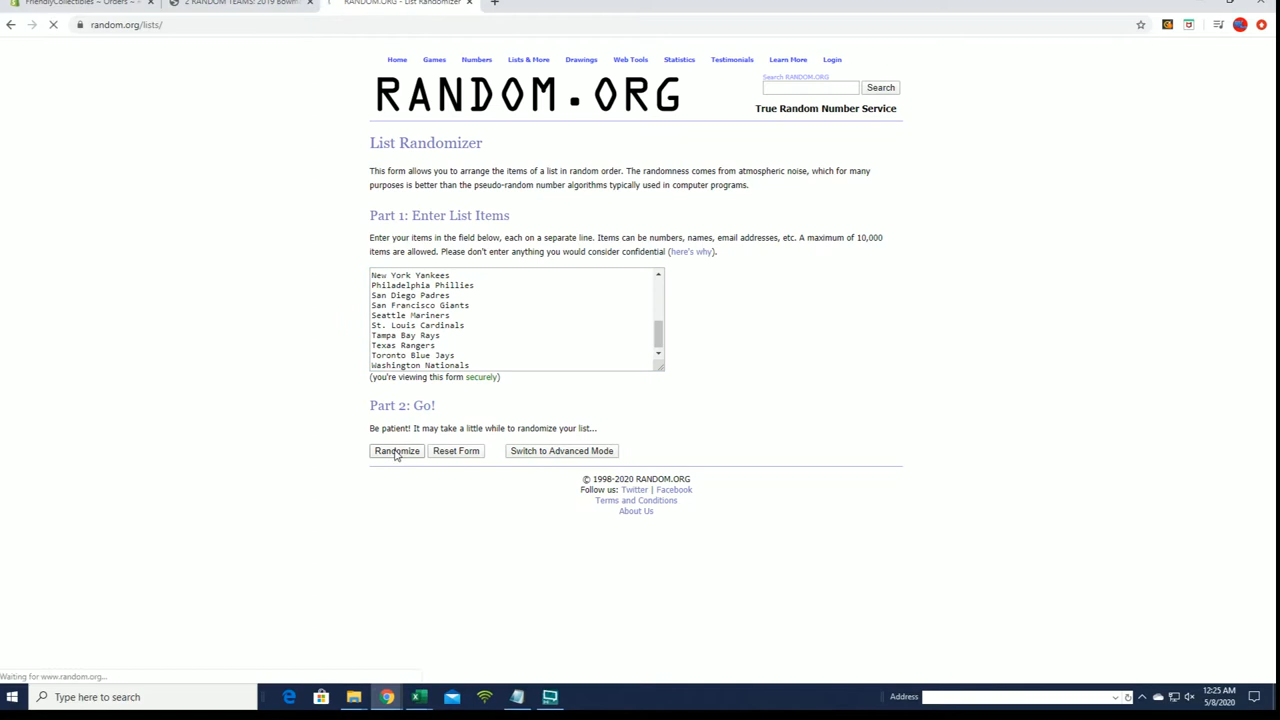 FriendlyCollectibles – Orders –
2 RANDOM TEAMS: 2019 Bowm
RANDOM.ORG - List Randomizer
random.org/lists/
Home Games Numbers Lists & More Drawings Web Tools Statistics Testimonials Learn More Login
RANDOM.ORG
Search RANDOM.ORG
Search
True Random Number Service
List Randomizer
This form allows you to arrange the items of a list in random order. The randomness comes from atmospheric noise, which for many
purposes is better than the pseudo-random number algorithms typically used in computer programs.
Part 1: Enter List Items
Enter your items in the field below, each on a separate line. Items can be numbers, names, email addresses, etc. A maximum of 10,000
items are allowed. Please don't enter anything you would consider confidential (here's why).
New York Yankees
Philadelphia Phillies
San Diego Padres
San Francisco Giants
Seattle Mariners
St. Louis Cardinals
Tampa Bay Rays
Texas Rangers
Toronto Blue Jays
Washington Nationals
(you're viewing this form securely)
Part 2: Go!
Be patient! It may take a little while to randomize your list...
Randomize Reset Form Switch to Advanced Mode
© 1998-2020 RANDOM.ORG
Follow us: Twitter | Facebook
Terms and Conditions
About Us
Waiting for www.random.org...
Type here to search
Address
12:25 AM
5/8/2020